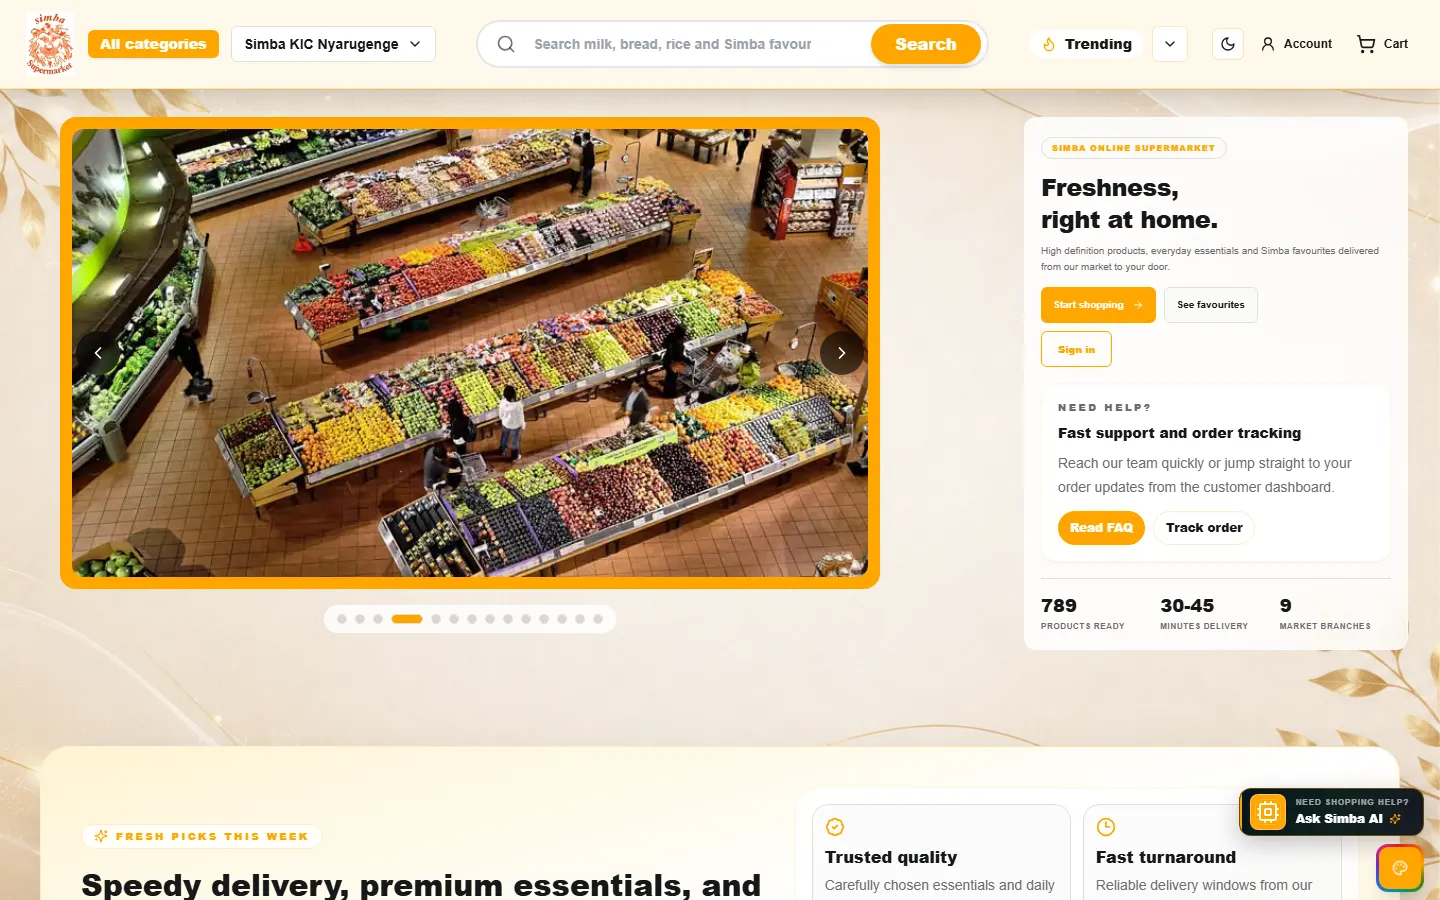 simba
Supermarket
All categories
Simba KIC Nyarugenge
Search milk, bread, rice and Simba favour
Search
Trending
Account
Cart
SIMBA ONLINE SUPERMARKET
Freshness,
right at home.
High definition products, everyday essentials and Simba favourites delivered
from our market to your door.
Start shopping
See favourites
Sign in
NEED HELP?
Fast support and order tracking
Reach our team quickly or jump straight to your
order updates from the customer dashboard.
Read FAQ
Track order
789
PRODUCTS READY
30-45
MINUTES DELIVERY
9
MARKET BRANCHES
FRESH PICKS THIS WEEK
Speedy delivery, premium essentials, and
Trusted quality
Carefully chosen essentials and daily
Fast turnaround
Reliable delivery windows from our
NEED SHOPPING HELP?
Ask Simba AI